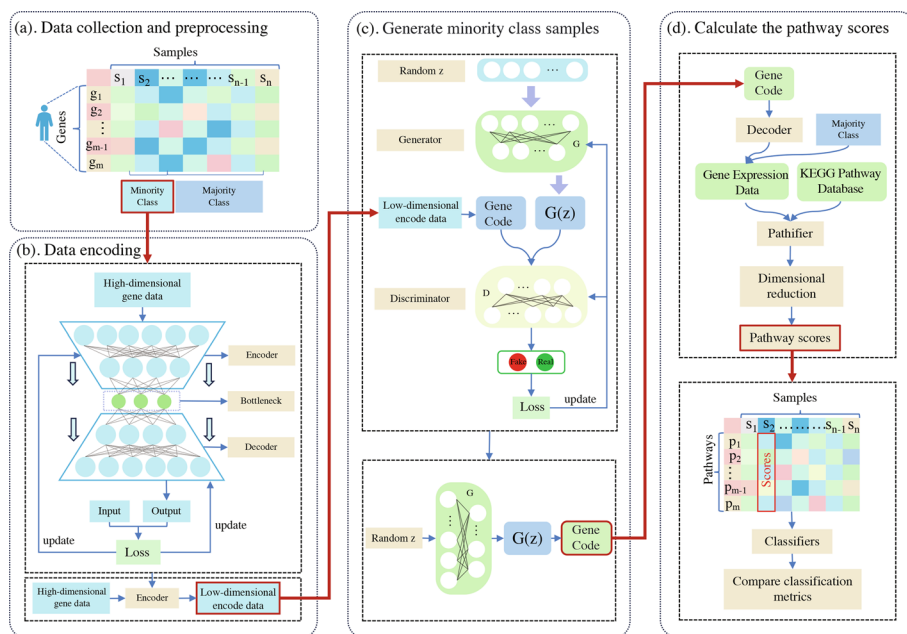 (a). Data collection and preprocessing
Samples
S1 S2 ... ... Sn-1 Sn
Genes
g1
g2
⋮
gm-1
gm
Minority
Class
Majority
Class
(b). Data encoding
High-dimensional
gene data
Encoder
Bottleneck
Decoder
Input
Output
update
Loss
update
High-dimensional
gene data
Encoder
Low-dimensional
encode data
(c). Generate minority class samples
Random z
...
Generator
...
G
...
Low-dimensional
encode data
Gene
Code
G(z)
Discriminator
...
D
...
Fake
Real
Loss
update
Random z
G
⋮
⋮
G(z)
Gene
Code
(d). Calculate the pathway scores
Gene
Code
Decoder
Majority
Class
Gene Expression
Data
KEGG Pathway
Database
Pathifier
Dimensional
reduction
Pathway scores
Samples
S1 S2 ... ... Sn-1 Sn
Pathways
p1
p2
⋮
pm-1
pm
Scores
Classifiers
Compare classification
metrics